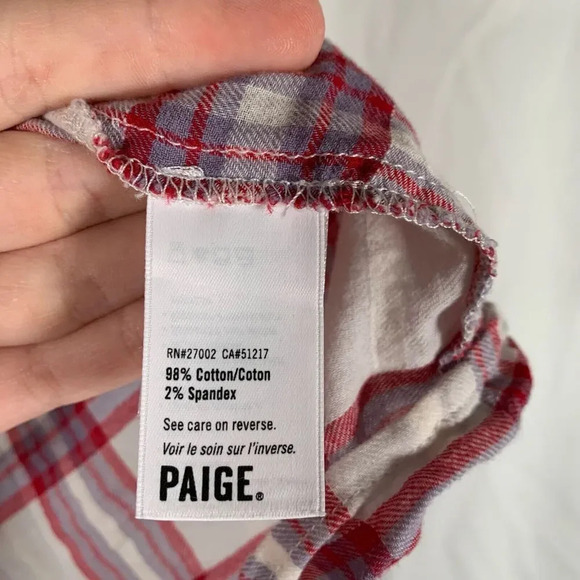 RN#27002 CA#51217
98% Cotton/Coton
2% Spandex
See care on reverse.
Voir le soin sur l'inverse.
PAIGE®